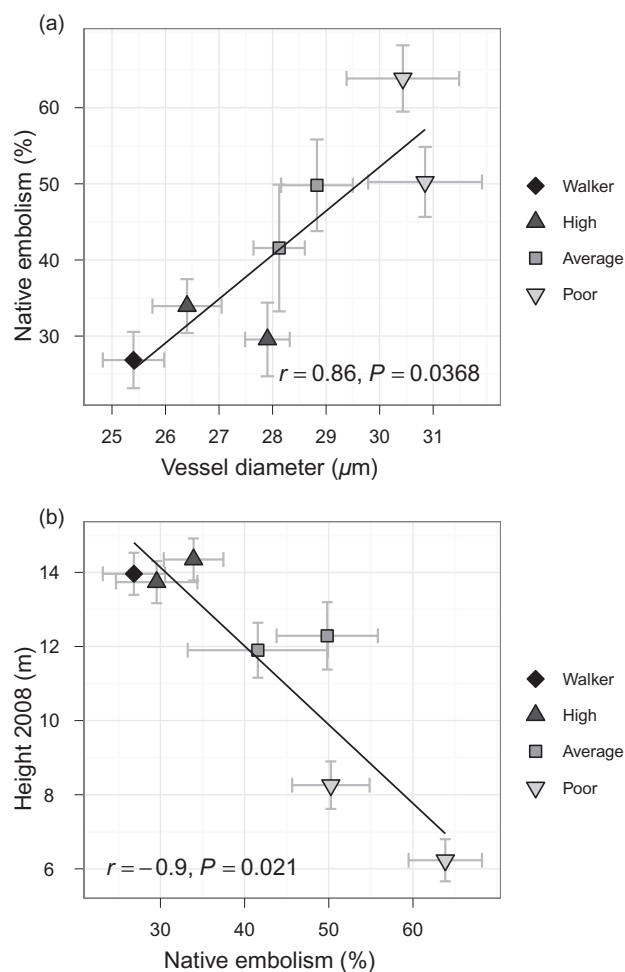 (a)
Native embolism (%)
60
50
40
30
r = 0.86, P = 0.0368
25 26 27 28 29 30 31
Vessel diameter (µm)
Walker
High
Average
Poor
(b)
Height 2008 (m)
14
12
10
8
6
r = −0.9, P = 0.021
30 40 50 60
Native embolism (%)
Walker
High
Average
Poor